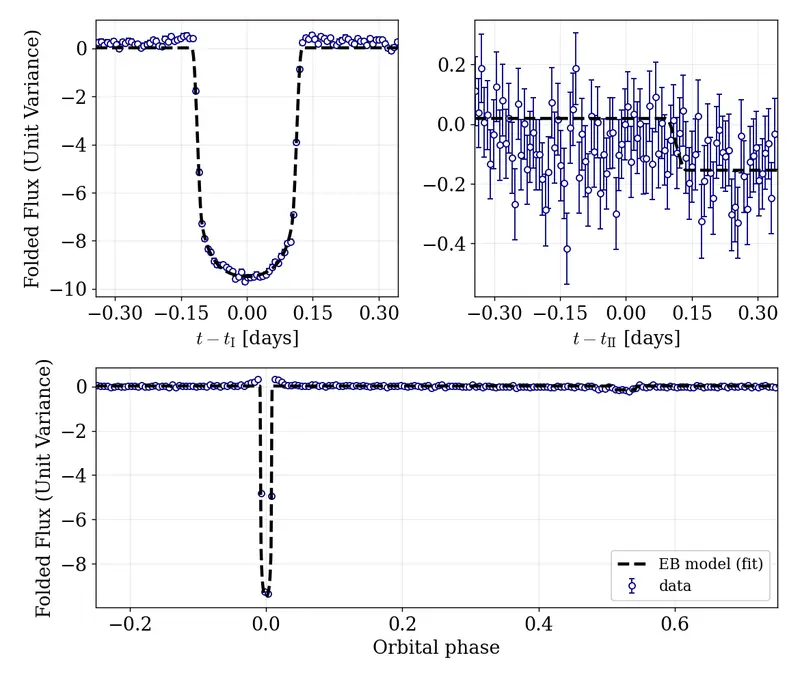 Folded Flux (Unit Variance)
0
−2
−4
−6
−8
−10
−0.30 −0.15 0.00 0.15 0.30
t − tI [days]
0.2
0.0
−0.2
−0.4
−0.30 −0.15 0.00 0.15 0.30
t − tII [days]
Folded Flux (Unit Variance)
0
−2
−4
−6
−8
EB model (fit)
data
−0.2 0.0 0.2 0.4 0.6
Orbital phase